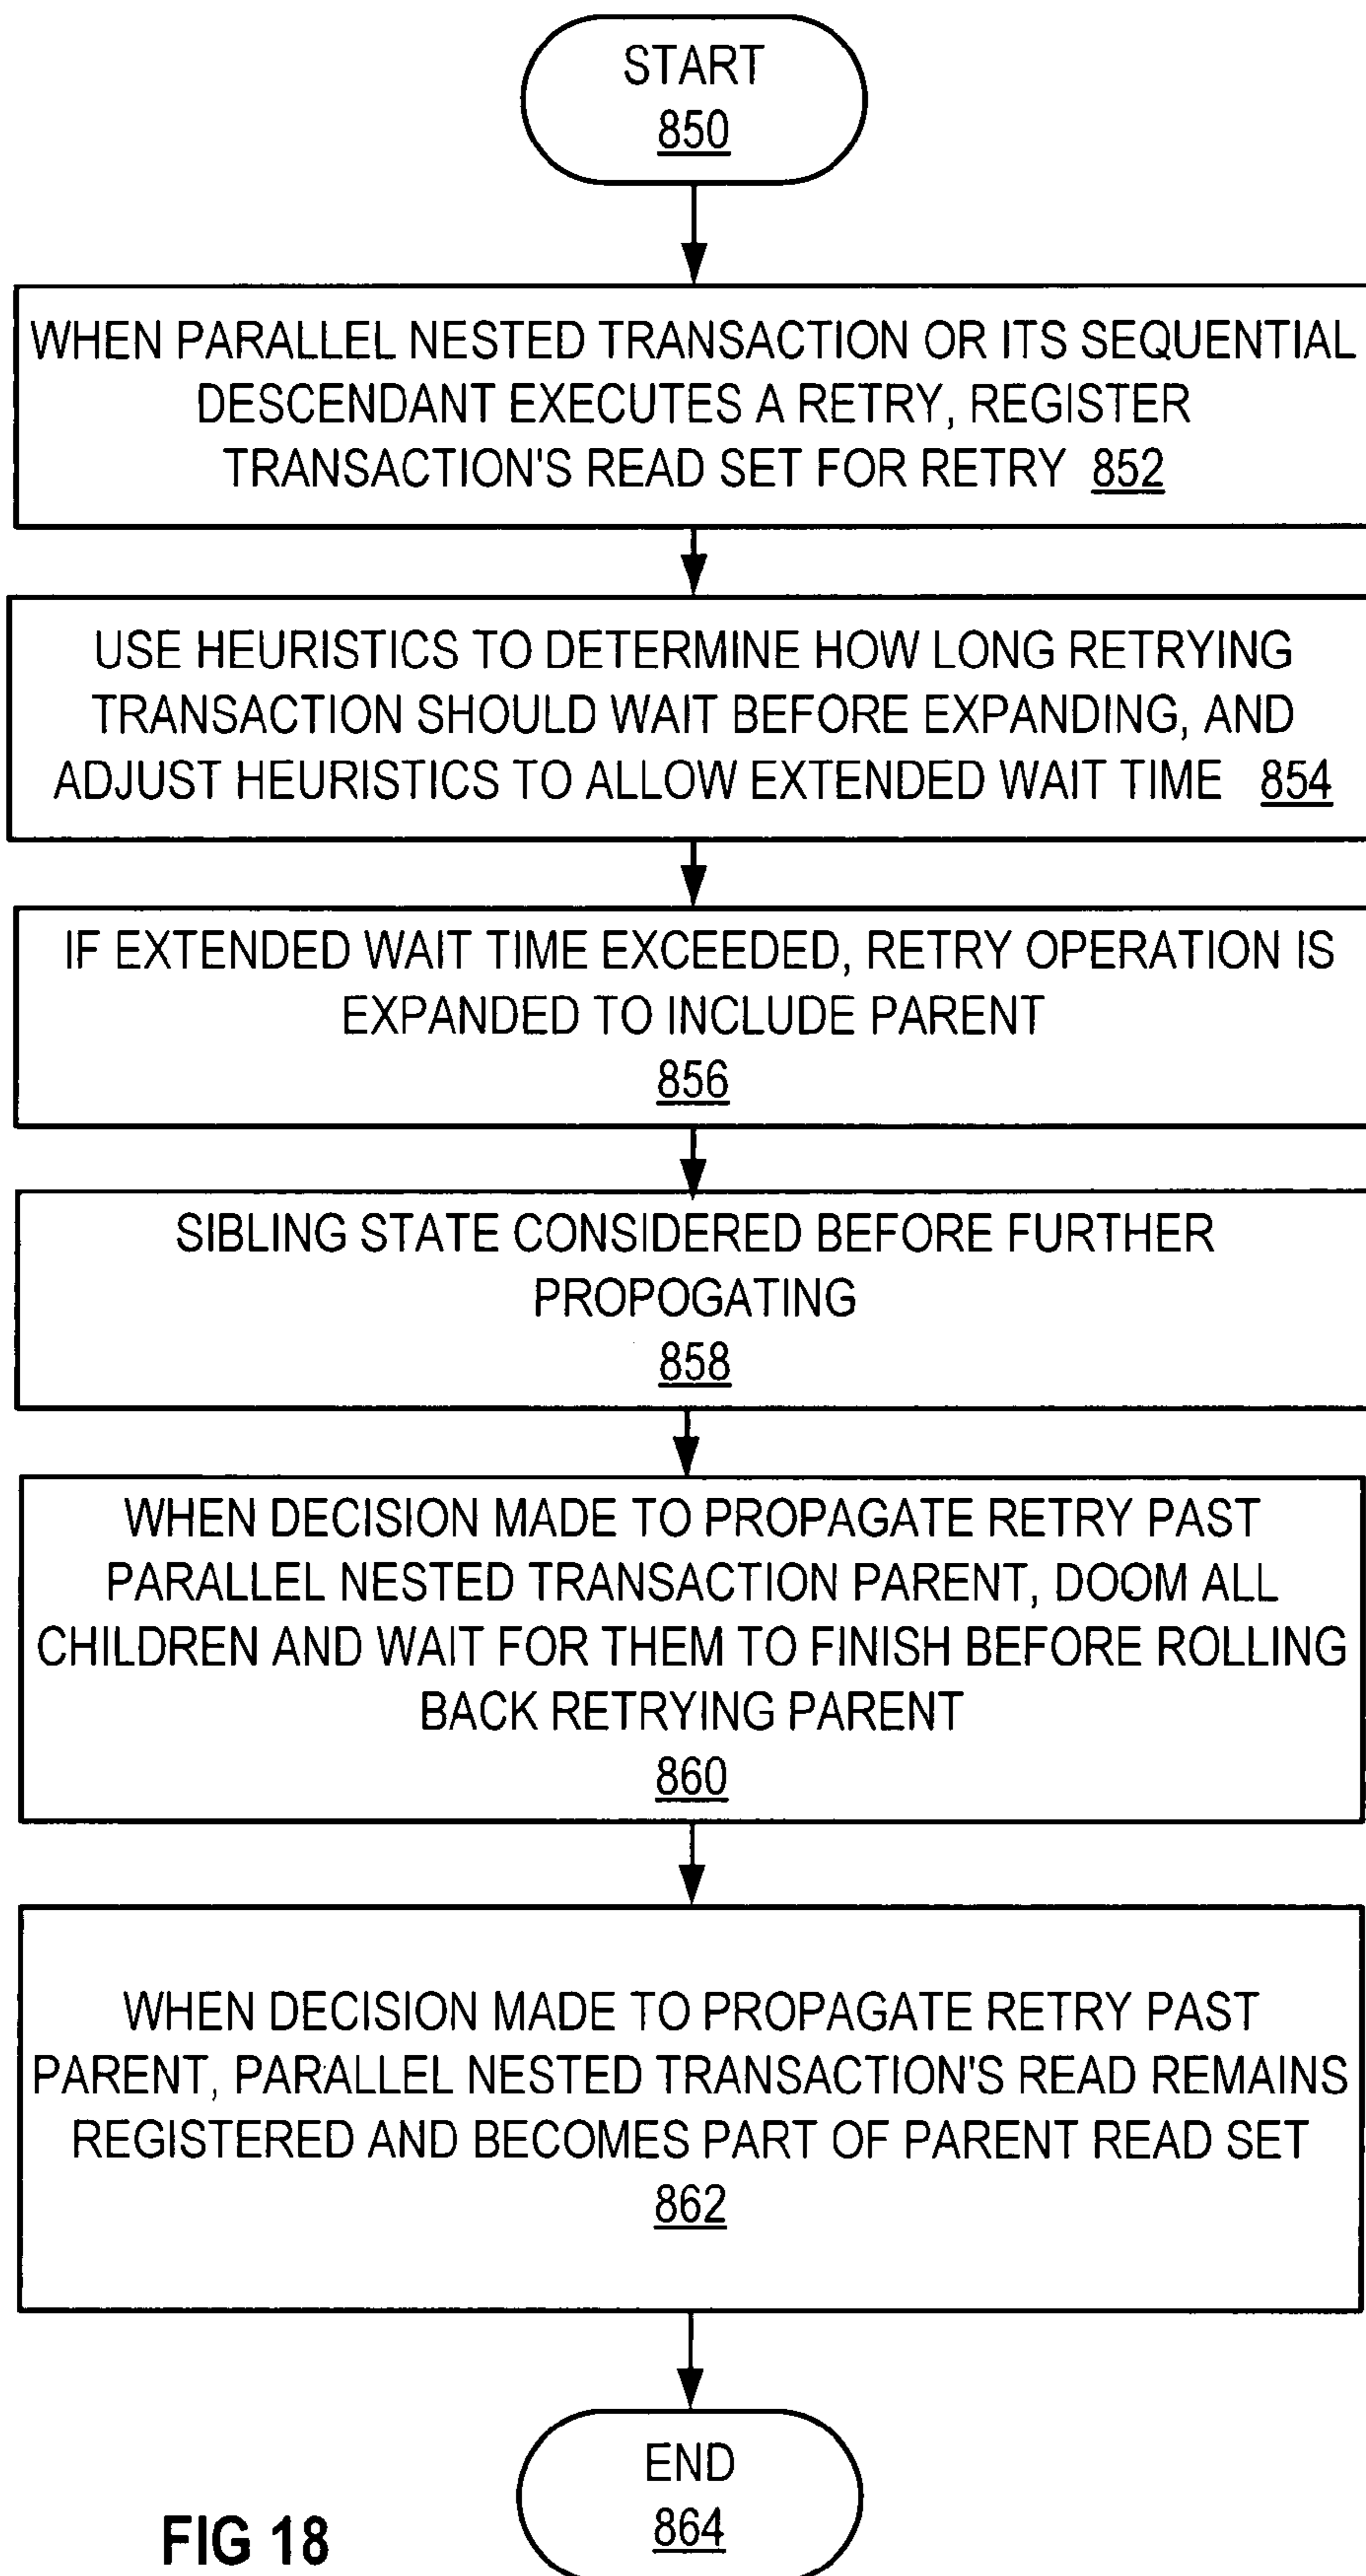 START
850
WHEN PARALLEL NESTED TRANSACTION OR ITS SEQUENTIAL
DESCENDANT EXECUTES A RETRY, REGISTER
TRANSACTION'S READ SET FOR RETRY 852
USE HEURISTICS TO DETERMINE HOW LONG RETRYING
TRANSACTION SHOULD WAIT BEFORE EXPANDING, AND
ADJUST HEURISTICS TO ALLOW EXTENDED WAIT TIME 854
IF EXTENDED WAIT TIME EXCEEDED, RETRY OPERATION IS
EXPANDED TO INCLUDE PARENT
856
SIBLING STATE CONSIDERED BEFORE FURTHER
PROPOGATING
858
WHEN DECISION MADE TO PROPAGATE RETRY PAST
PARALLEL NESTED TRANSACTION PARENT, DOOM ALL
CHILDREN AND WAIT FOR THEM TO FINISH BEFORE ROLLING
BACK RETRYING PARENT
860
WHEN DECISION MADE TO PROPAGATE RETRY PAST
PARENT, PARALLEL NESTED TRANSACTION'S READ REMAINS
REGISTERED AND BECOMES PART OF PARENT READ SET
862
END
864
FIG 18